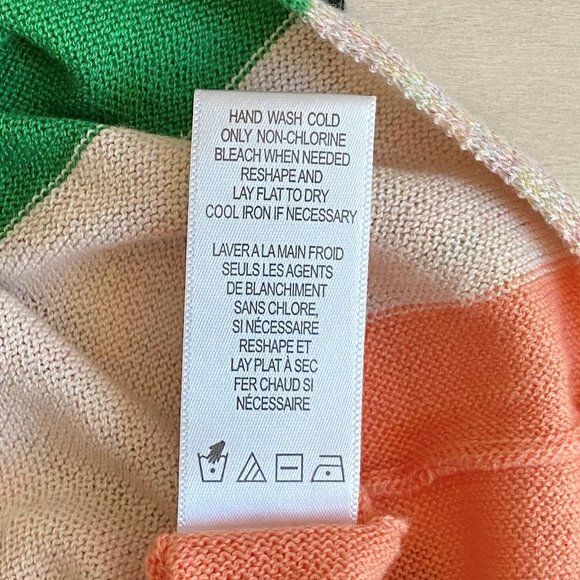 HAND WASH COLD
ONLY NON-CHLORINE
BLEACH WHEN NEEDED
RESHAPE AND
LAY FLAT TO DRY
COOL IRON IF NECESSARY
LAVER A LA MAIN FROID
SEULS LES AGENTS
DE BLANCHIMENT
SANS CHLORE,
SI NÉCESSAIRE
RESHAPE ET
LAY PLAT À SEC
FER CHAUD SI
NÉCESSAIRE